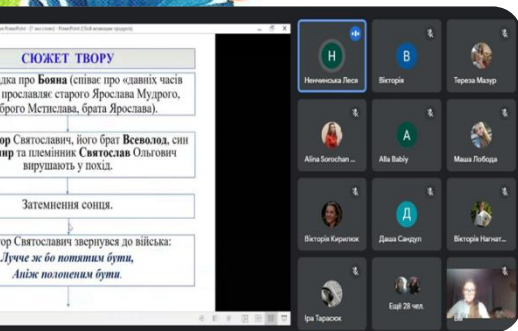 PowerPoint
СЮЖЕТ ТВОРУ
дка про Бояна (співає про «давніх часів
прославляє старого Ярослава Мудрого,
брого Мстислава, брата Ярослава).
ор Святославич, його брат Всеволод, син
мир та племінник Святослав Ольгович
вирушають у похід.
Затемнення сонця.
гор Святославич звернувся до війська:
Лучче ж бо потятим бути,
Аніж полоненим бути.
Н
Ненчинська Леся
В
Вікторія
Тереза Мазур
Alina Sorochan ...
A
Alla Babiy
Маша Лобода
Вікторія Кирилюк
Д
Даша Сандул
Вікторія Нагнат...
Іра Тарасюк
Ещё 28 чел.